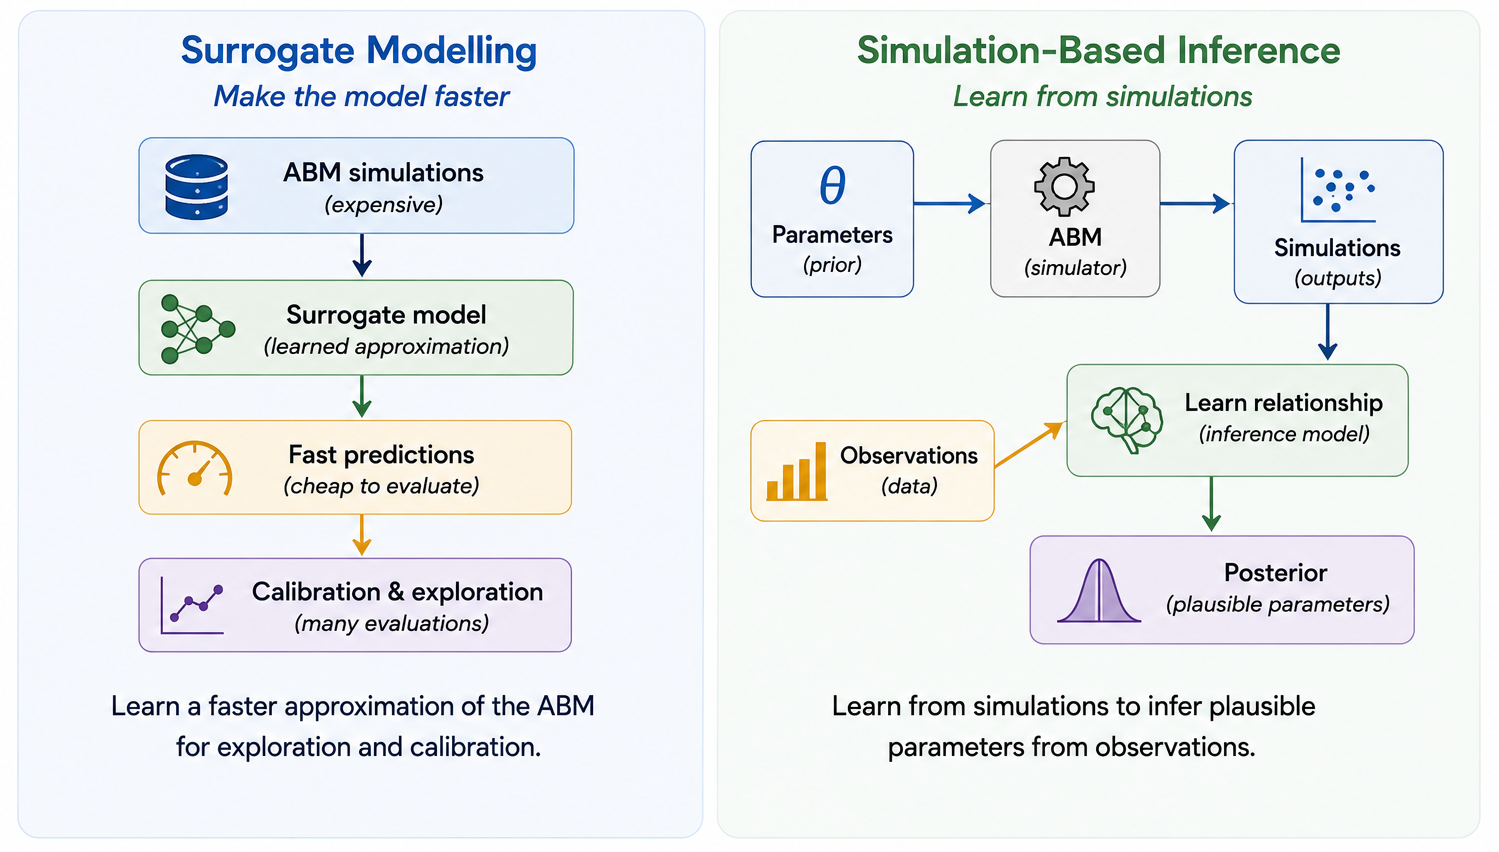 Surrogate Modelling
Make the model faster
ABM simulations
(expensive)
Surrogate model
(learned approximation)
Fast predictions
(cheap to evaluate)
Calibration & exploration
(many evaluations)
Learn a faster approximation of the ABM
for exploration and calibration.
Simulation-Based Inference
Learn from simulations
θ
Parameters
(prior)
ABM
(simulator)
Simulations
(outputs)
Learn relationship
(inference model)
Observations
(data)
Posterior
(plausible parameters)
Learn from simulations to infer plausible
parameters from observations.